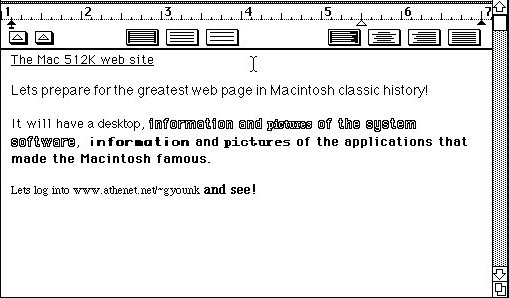 1 2 3 4 5 6 7
The Mac 512K web site
Lets prepare for the greatest web page in Macintosh classic history!
It will have a desktop, information and pictures of the system
software, information and pictures of the applications that
made the Macintosh famous.
Lets log into www.athenet.net/~gyounk and see!